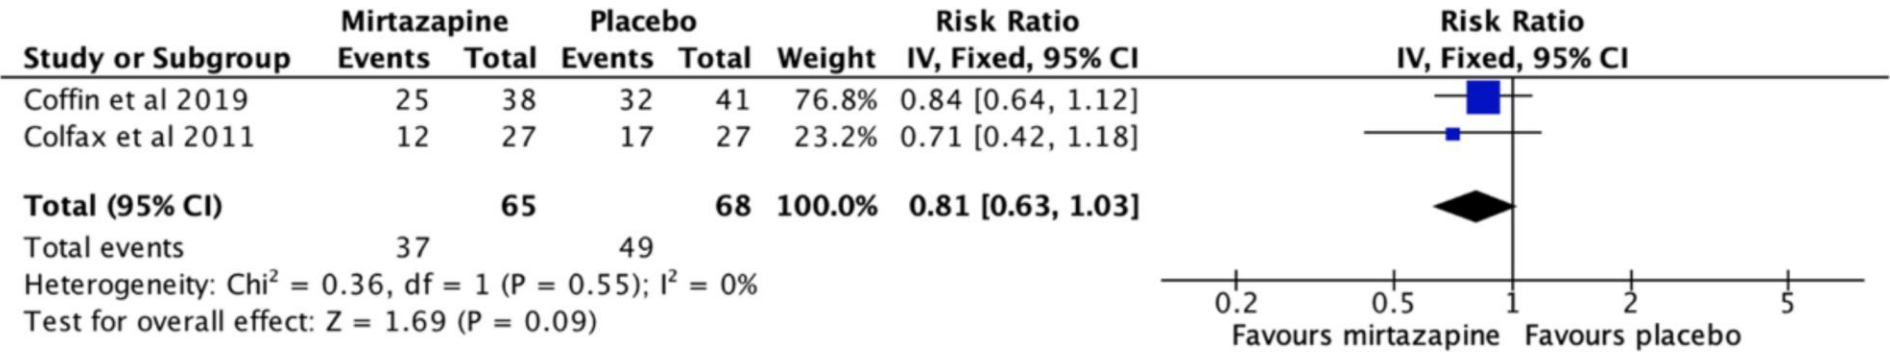 Mirtazapine Placebo Risk Ratio Risk Ratio
Study or Subgroup Events Total Events Total Weight IV, Fixed, 95% CI IV, Fixed, 95% CI
Coffin et al 2019 25 38 32 41 76.8% 0.84 [0.64, 1.12]
Colfax et al 2011 12 27 17 27 23.2% 0.71 [0.42, 1.18]
Total (95% CI) 65 68 100.0% 0.81 [0.63, 1.03]
Total events 37 49
Heterogeneity: Chi² = 0.36, df = 1 (P = 0.55); I² = 0%
Test for overall effect: Z = 1.69 (P = 0.09)
0.2 0.5 1 2 5
Favours mirtazapine Favours placebo